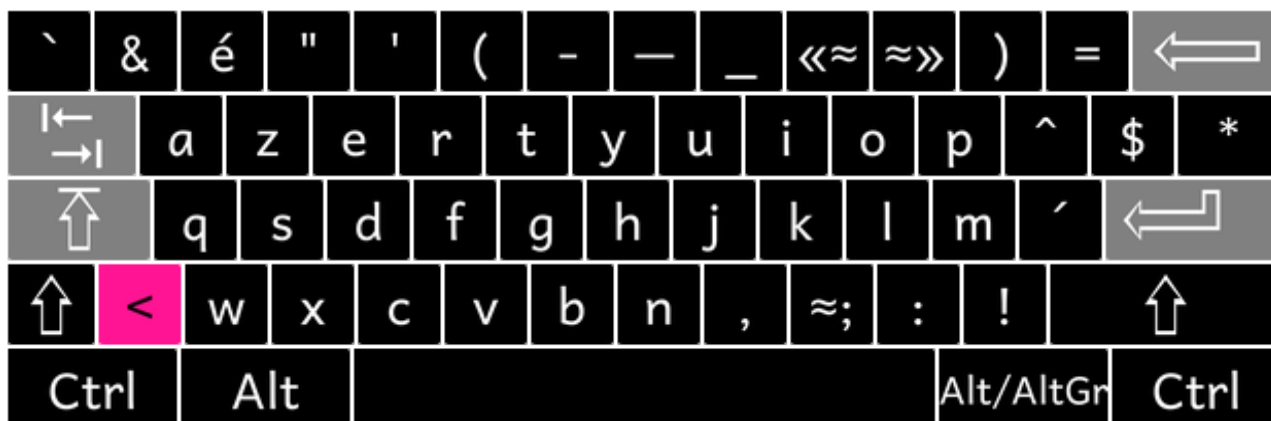 ` & é " ' ( - — _ «≈ ≈» ) =
a z e r t y u i o p ^ $ *
q s d f g h j k l m ´
< w x c v b n , ≈; : !
Ctrl Alt Alt/AltGr Ctrl